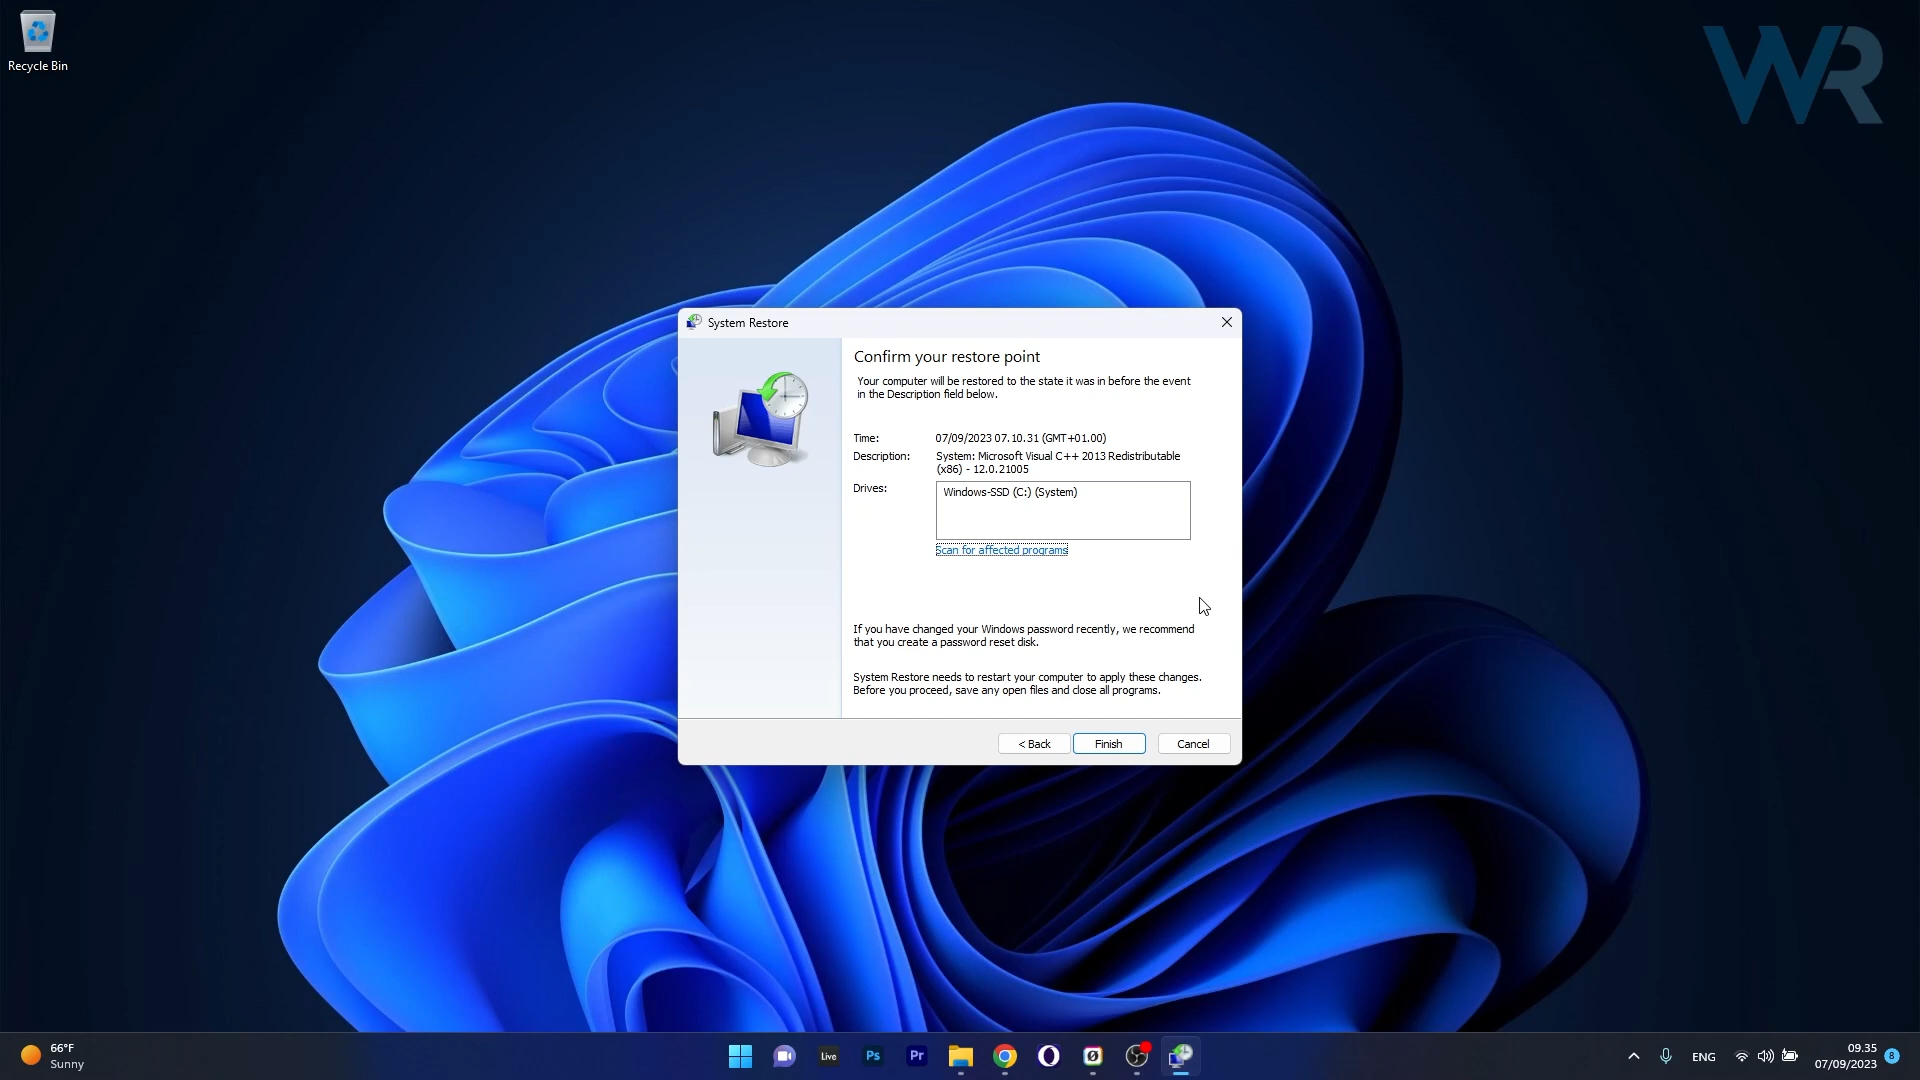 Recycle Bin
WR
System Restore
Confirm your restore point
Your computer will be restored to the state it was in before the event
in the Description field below.
Time: 07/09/2023 07.10.31 (GMT+01.00)
Description: System: Microsoft Visual C++ 2013 Redistributable
(x86) - 12.0.21005
Drives: Windows-SSD (C:) (System)
Scan for affected programs
If you have changed your Windows password recently, we recommend
that you create a password reset disk.
System Restore needs to restart your computer to apply these changes.
Before you proceed, save any open files and close all programs.
< Back Finish Cancel
66°F
Sunny
Live
Ps
Pr
ENG
09.35
07/09/2023
8